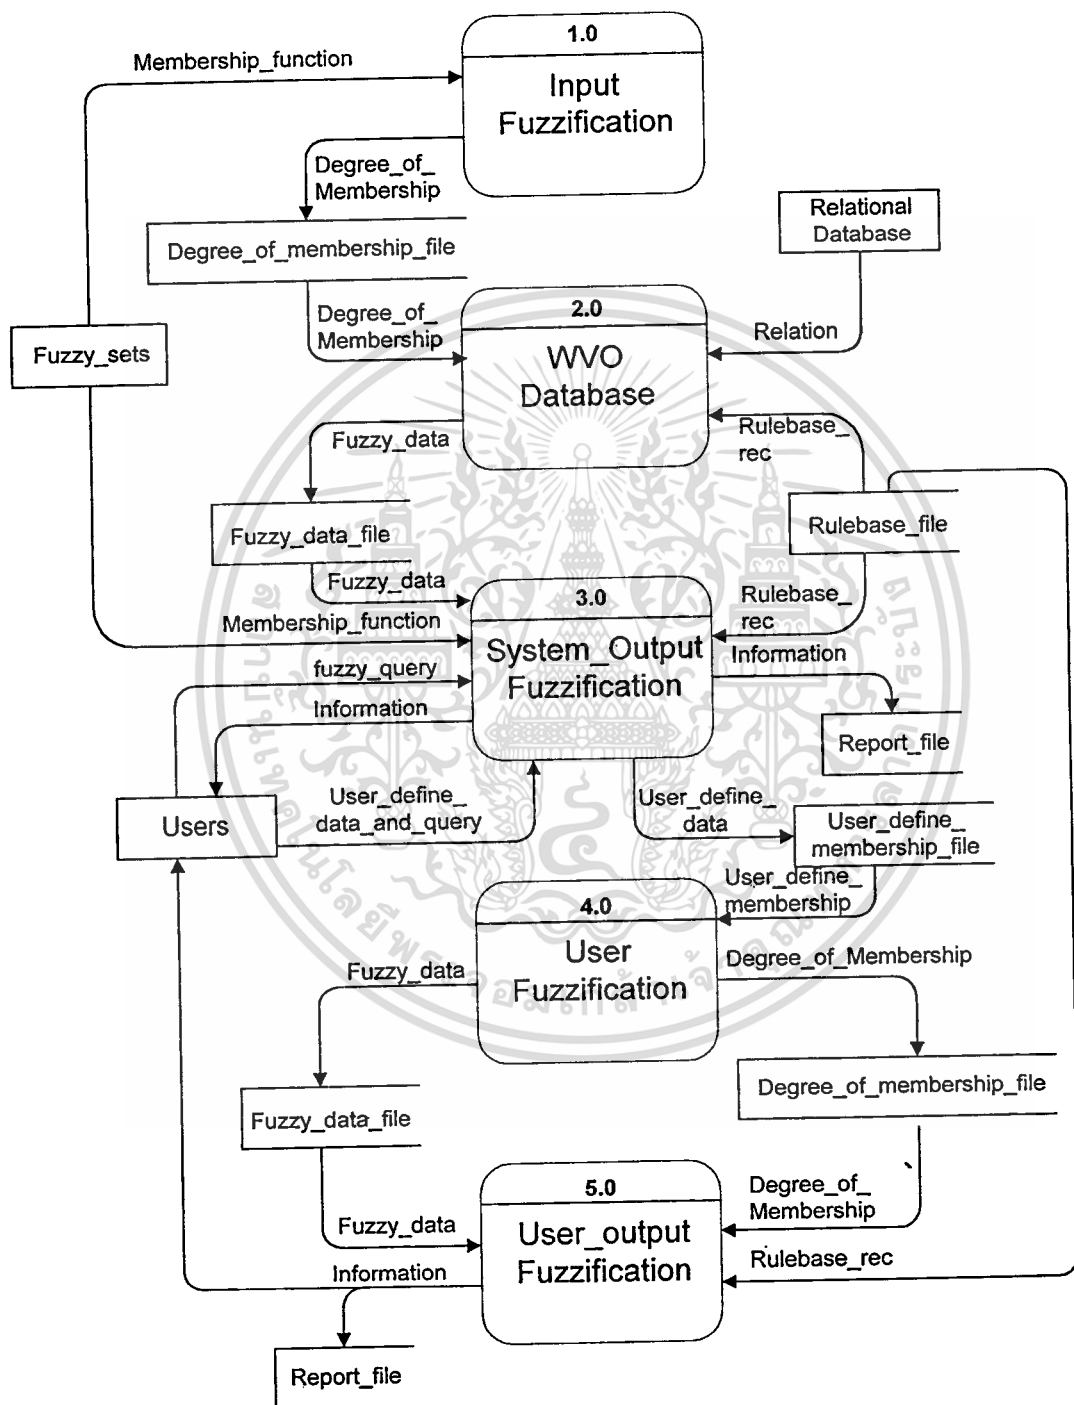 1.0
Membership_function
Input
Fuzzification
Degree_of_
Membership
Relational
Database
Degree_of_membership_file
2.0
Degree_of_
Membership
Relation
Fuzzy_sets
WVO
Database
Fuzzy_data
Rulebase_
rec
Fuzzy_data_file
Rulebase_file
Fuzzy_data
3.0
Rulebase_
rec
Membership_function
System_Output
Fuzzification
Information
fuzzy_query
Information
Report_file
Users
User_define_
data_and_query
User_define_
data
User_define_
membership_file
User_define_
membership
4.0
User
Fuzzification
Fuzzy_data
Degree_of_Membership
Fuzzy_data_file
Degree_of_membership_file
5.0
Degree_of_
Membership
Fuzzy_data
User_output
Fuzzification
Rulebase_rec
Information
Report_file